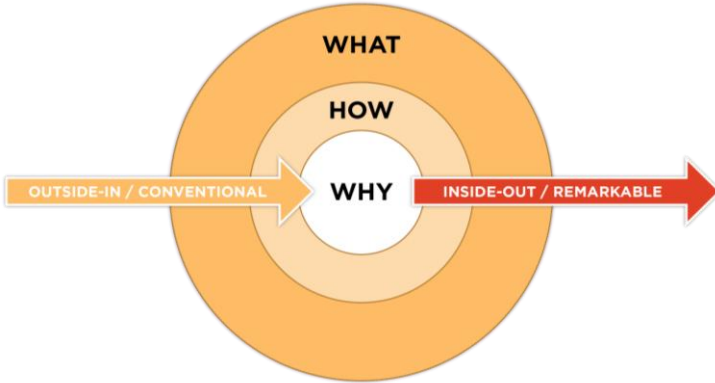 WHAT
HOW
OUTSIDE-IN / CONVENTIONAL
WHY
INSIDE-OUT / REMARKABLE